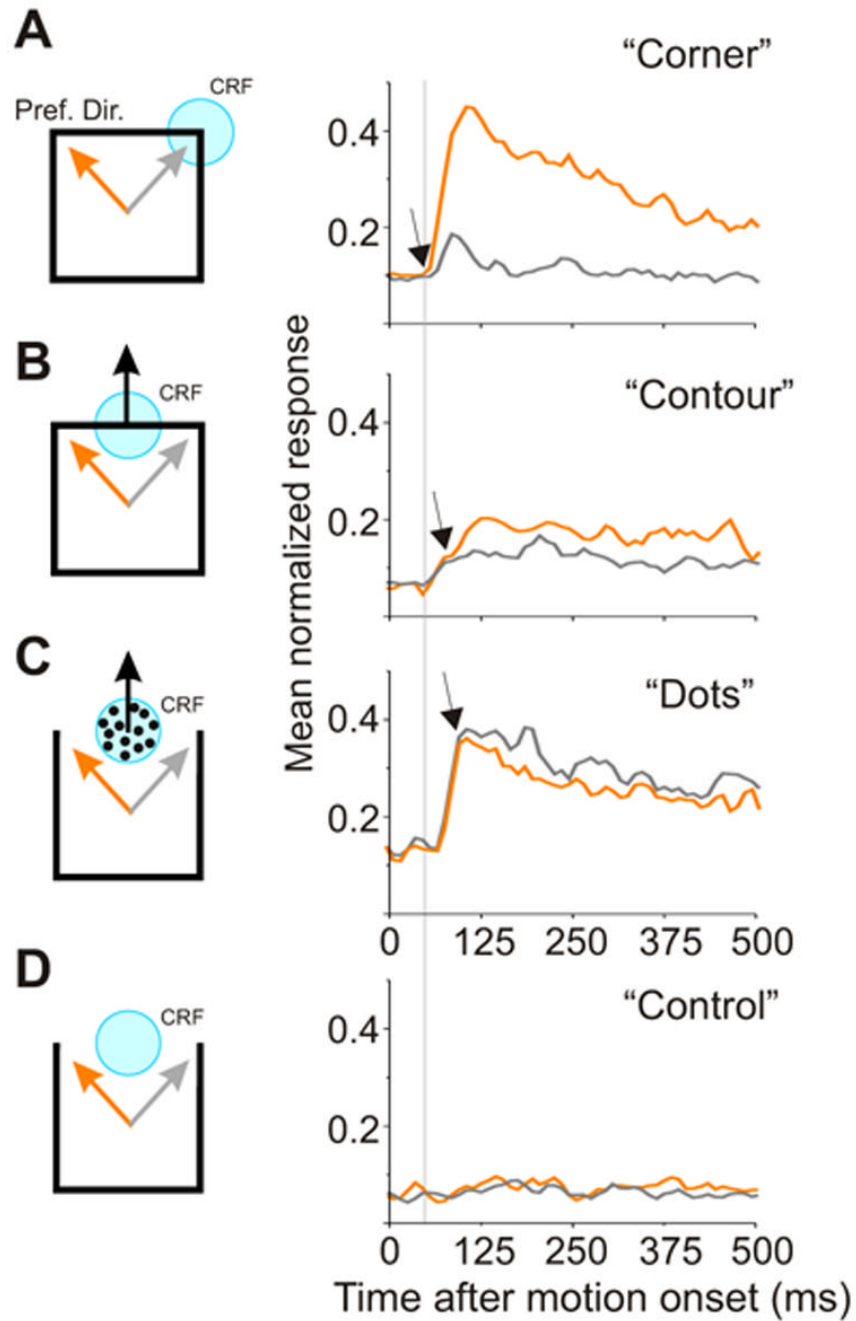 A
"Corner"
CRF
Pref. Dir.
0.4
0.2
B
CRF
"Contour"
0.4
0.2
Mean normalized response
C
CRF
"Dots"
0.4
0.2
0 125 250 375 500
D
CRF
"Control"
0.4
0.2
0 125 250 375 500
Time after motion onset (ms)